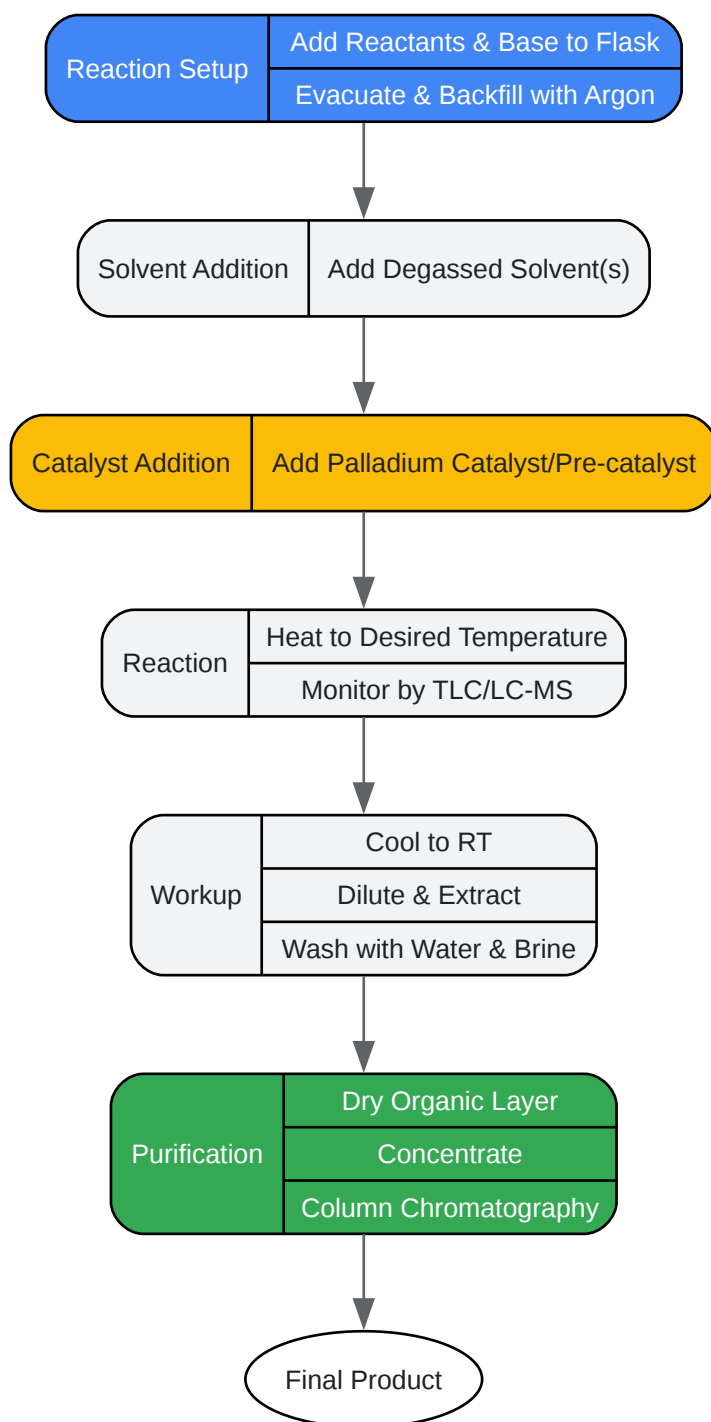 Reaction Setup
Add Reactants & Base to Flask
Evacuate & Backfill with Argon
Solvent Addition
Add Degassed Solvent(s)
Catalyst Addition
Add Palladium Catalyst/Pre-catalyst
Reaction
Heat to Desired Temperature
Monitor by TLC/LC-MS
Workup
Cool to RT
Dilute & Extract
Wash with Water & Brine
Purification
Dry Organic Layer
Concentrate
Column Chromatography
Final Product